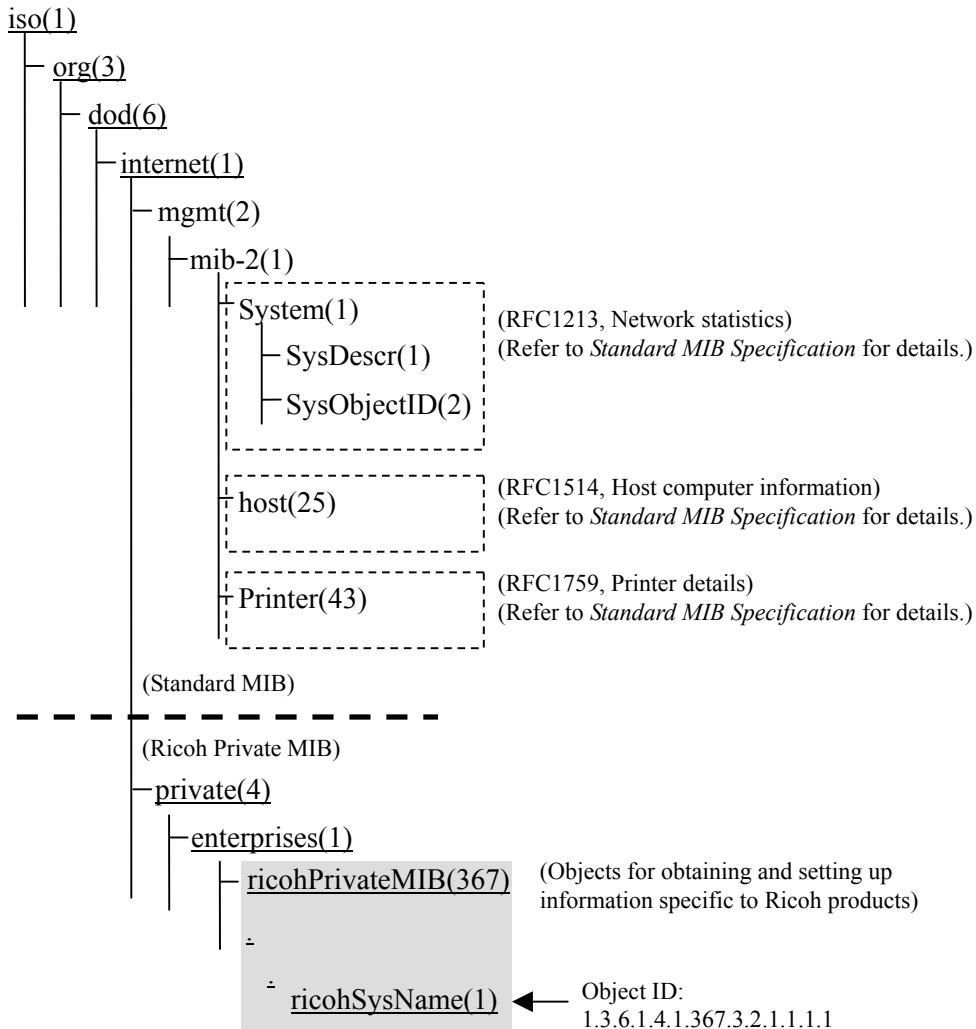 iso(1)
org(3)
dod(6)
internet(1)
mgmt(2)
mib-2(1)
System(1)
(RFC1213, Network statistics)
(Refer to Standard MIB Specification for details.)
SysDescr(1)
SysObjectID(2)
host(25)
(RFC1514, Host computer information)
(Refer to Standard MIB Specification for details.)
Printer(43)
(RFC1759, Printer details)
(Refer to Standard MIB Specification for details.)
(Standard MIB)
(Ricoh Private MIB)
private(4)
enterprises(1)
ricohPrivateMIB(367)
(Objects for obtaining and setting up
information specific to Ricoh products)
.
.
ricohSysName(1)
Object ID:
1.3.6.1.4.1.367.3.2.1.1.1.1